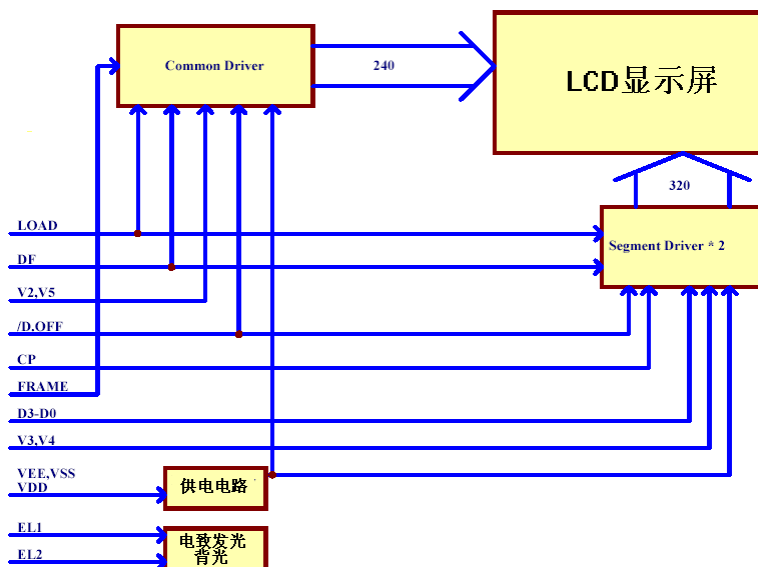 Common Driver
240
LCD显示屏
320
LOAD
Segment Driver * 2
DF
V2,V5
/D.OFF
CP
FRAME
D3-D0
V3,V4
VEE,VSS
VDD
供电电路
EL1
电致发光
背光
EL2